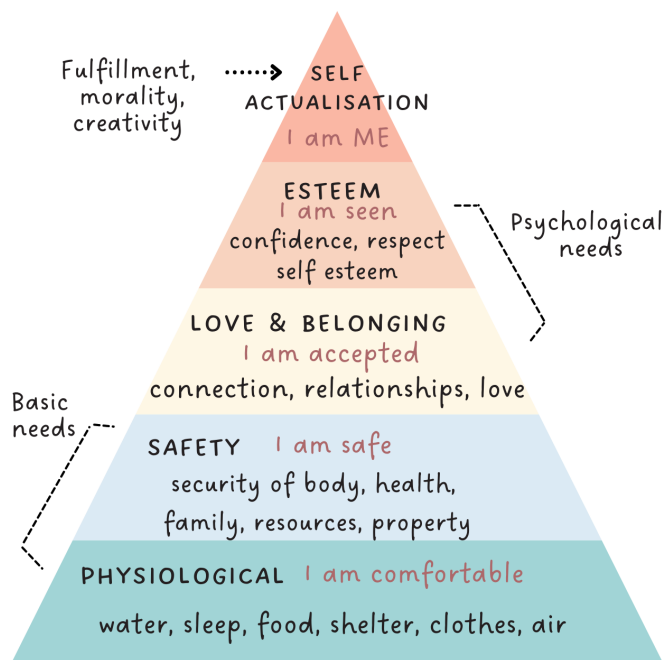 Fulfillment,
morality,
creativity
SELF
ACTUALISATION
I am ME
ESTEEM
I am seen
confidence, respect
self esteem
Psychological
needs
LOVE & BELONGING
I am accepted
connection, relationships, love
Basic
needs
SAFETY I am safe
security of body, health,
family, resources, property
PHYSIOLOGICAL I am comfortable
water, sleep, food, shelter, clothes, air